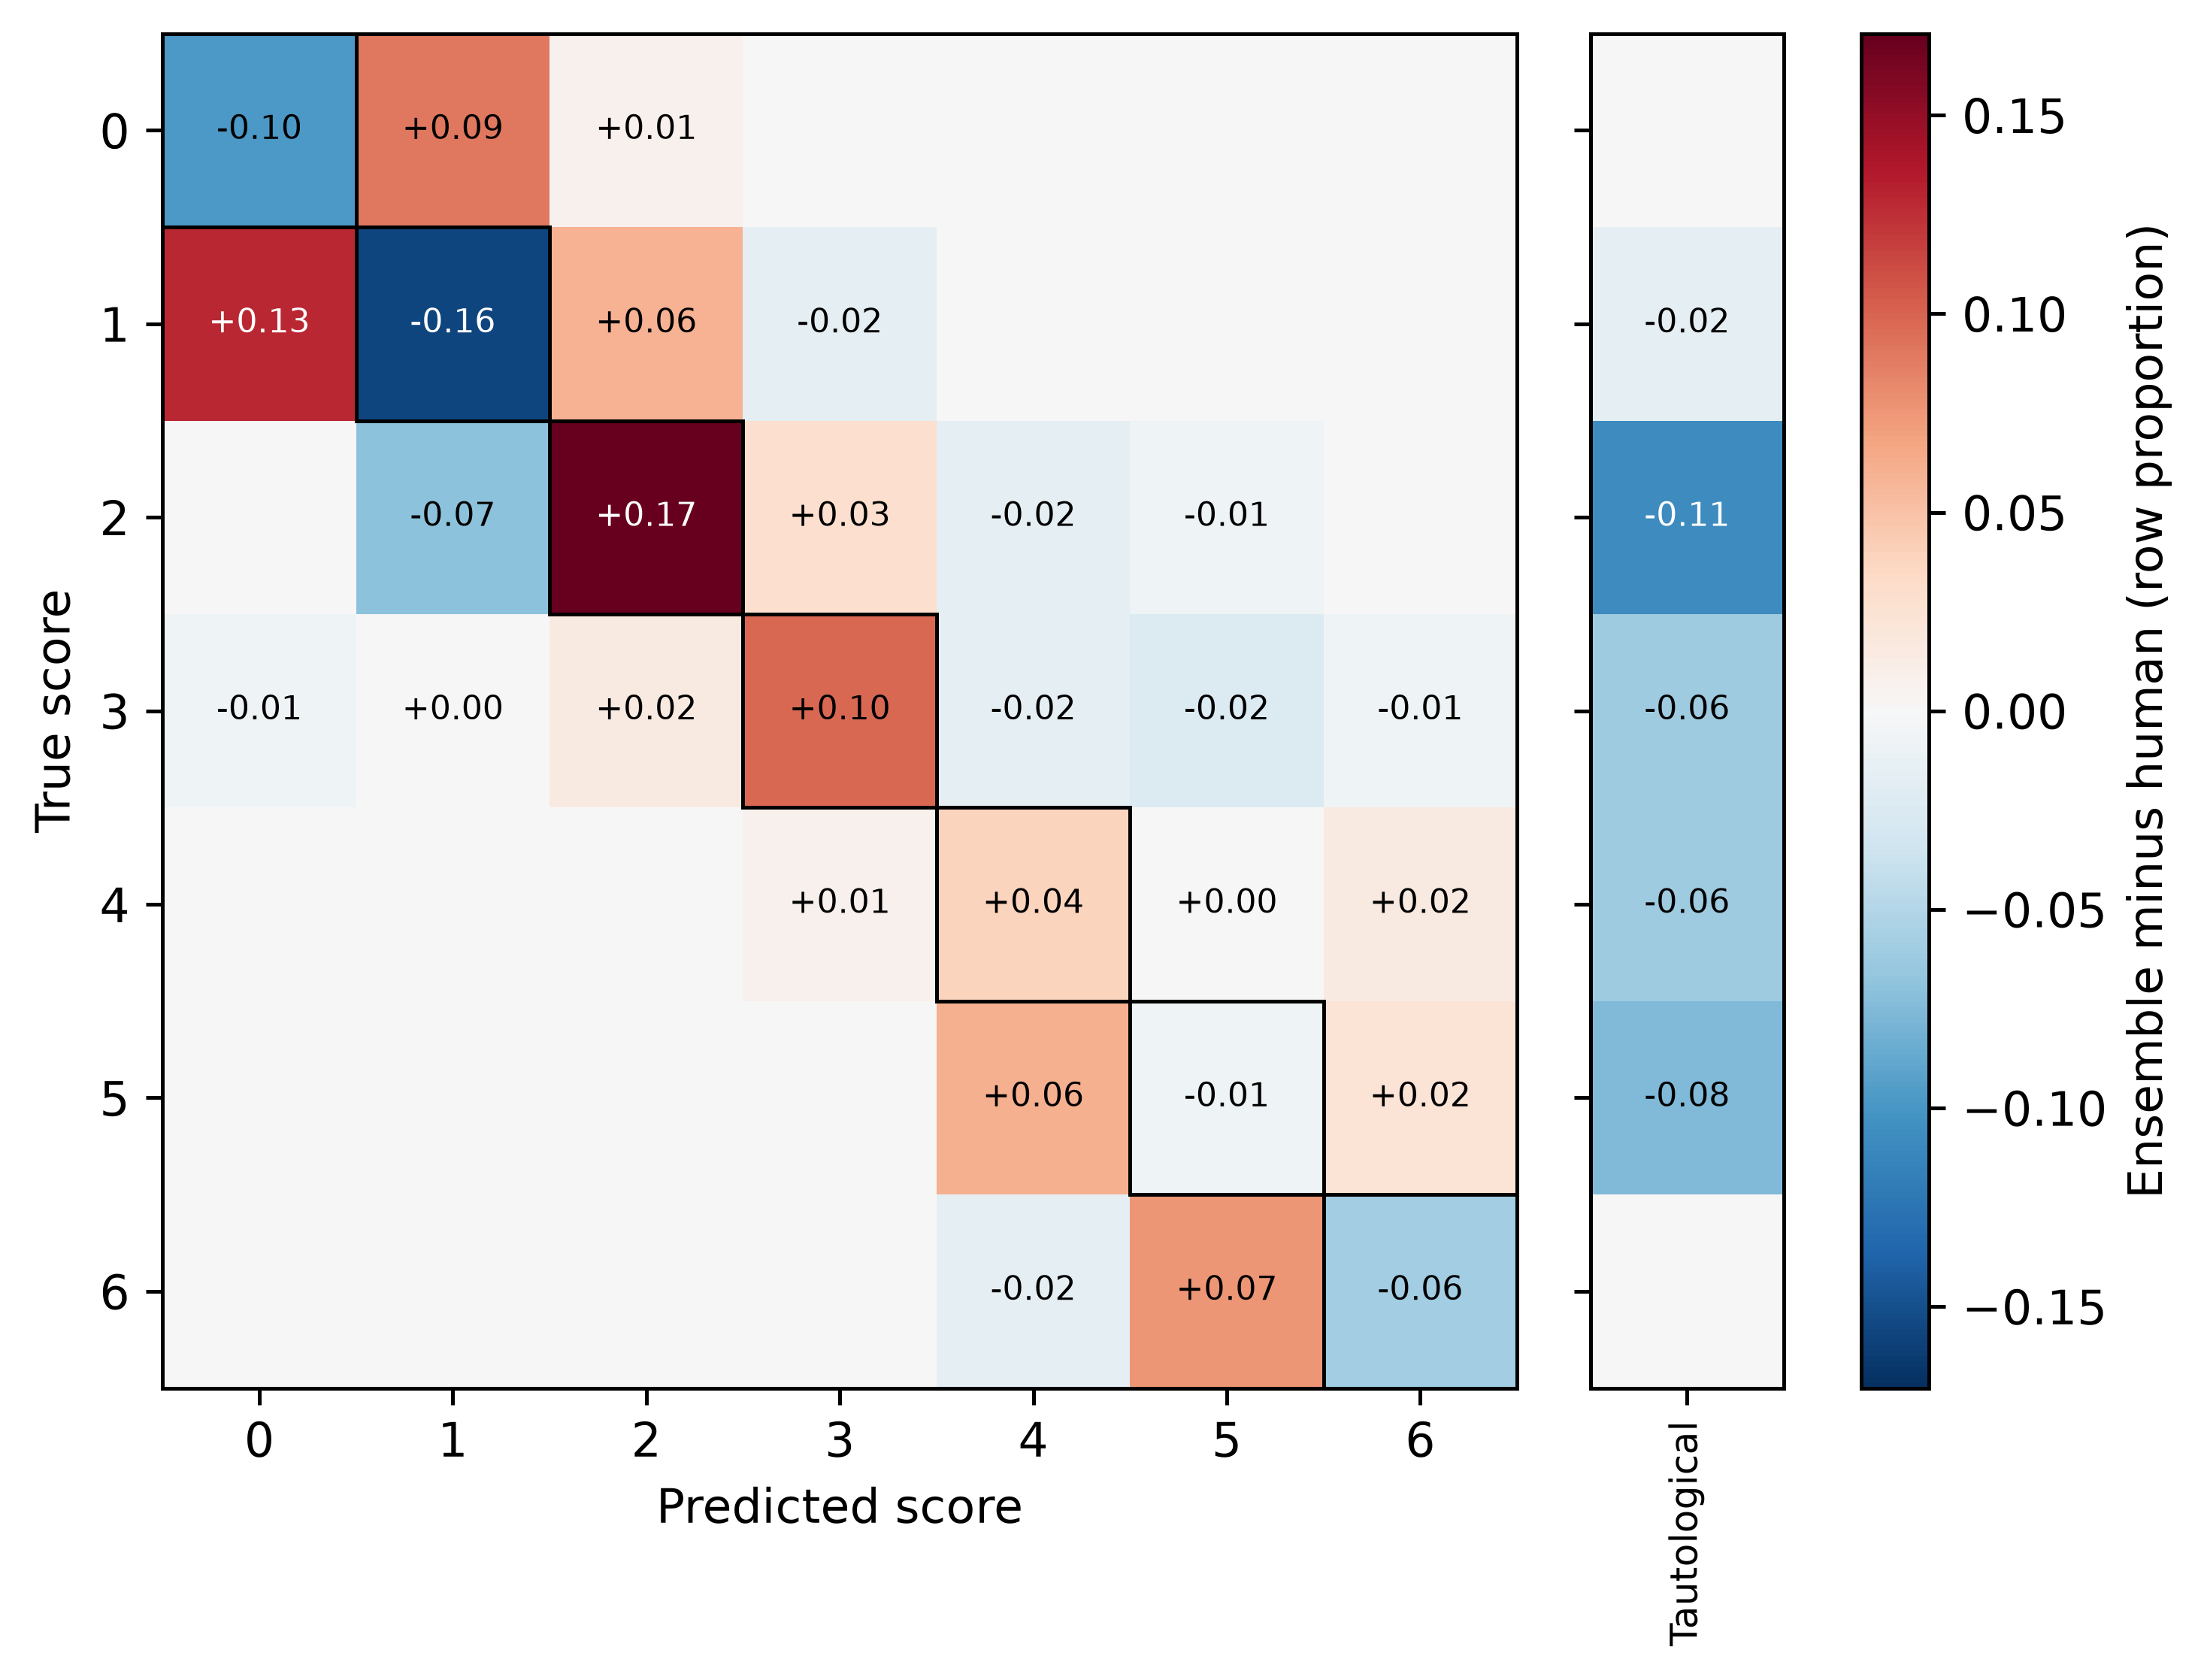 0 -0.10 +0.09 +0.01
1 +0.13 -0.16 +0.06 -0.02 -0.02
2 -0.07 +0.17 +0.03 -0.02 -0.01 -0.11
3 -0.01 +0.00 +0.02 +0.10 -0.02 -0.02 -0.01 -0.06
4 +0.01 +0.04 +0.00 +0.02 -0.06
5 +0.06 -0.01 +0.02 -0.08
6 -0.02 +0.07 -0.06
True score
0 1 2 3 4 5 6
Predicted score
Tautological
0.15
0.10
0.05
0.00
−0.05
−0.10
−0.15
Ensemble minus human (row proportion)